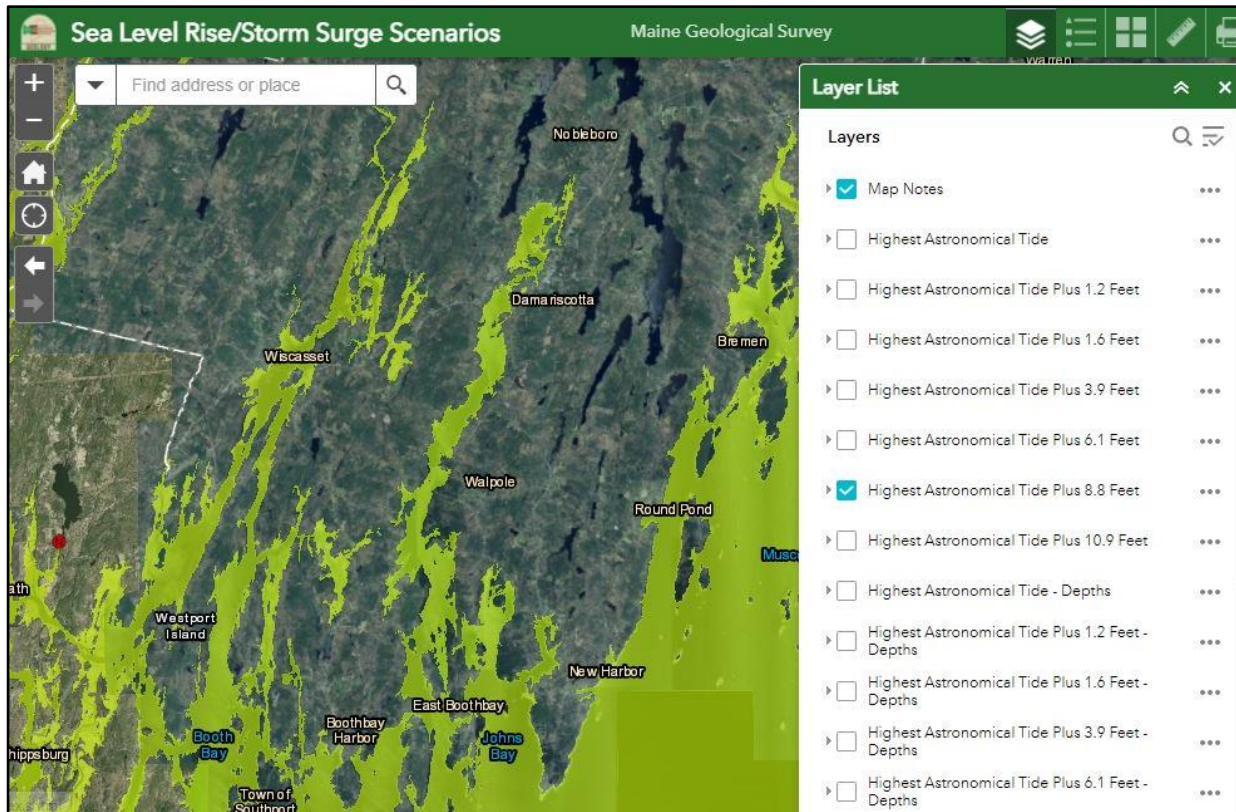 Sea Level Rise/Storm Surge Scenarios
Maine Geological Survey
Find address or place
Layer List
Layers
Map Notes
Highest Astronomical Tide
Highest Astronomical Tide Plus 1.2 Feet
Highest Astronomical Tide Plus 1.6 Feet
Highest Astronomical Tide Plus 3.9 Feet
Highest Astronomical Tide Plus 6.1 Feet
Highest Astronomical Tide Plus 8.8 Feet
Highest Astronomical Tide Plus 10.9 Feet
Highest Astronomical Tide - Depths
Highest Astronomical Tide Plus 1.2 Feet -
Depths
Highest Astronomical Tide Plus 1.6 Feet -
Depths
Highest Astronomical Tide Plus 3.9 Feet -
Depths
Highest Astronomical Tide Plus 6.1 Feet -
Depths
Warren
Nobleboro
Damariscotta
Bremen
Wiscasset
Walpole
Round Pond
Musc
ath
Westport
Island
New Harbor
East Boothbay
Boothbay
Harbor
Booth
Bay
Johns
Bay
hippsburg
Town of
Southport